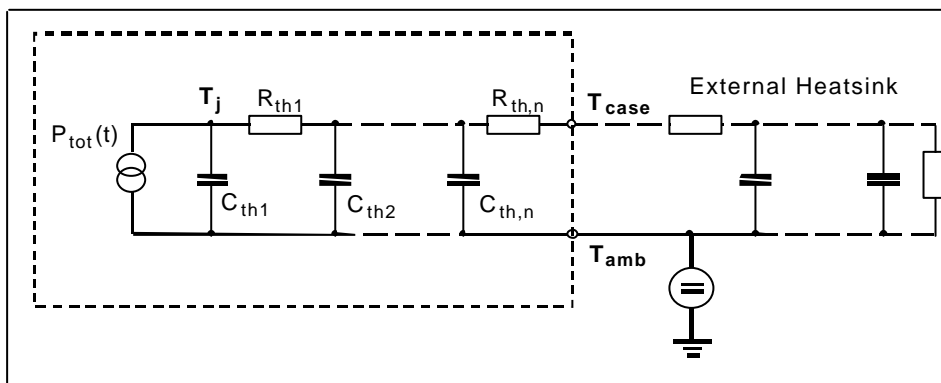 External Heatsink
T_j
R_th1
R_th,n
T_case
P_tot(t)
C_th1
C_th2
C_th,n
T_amb